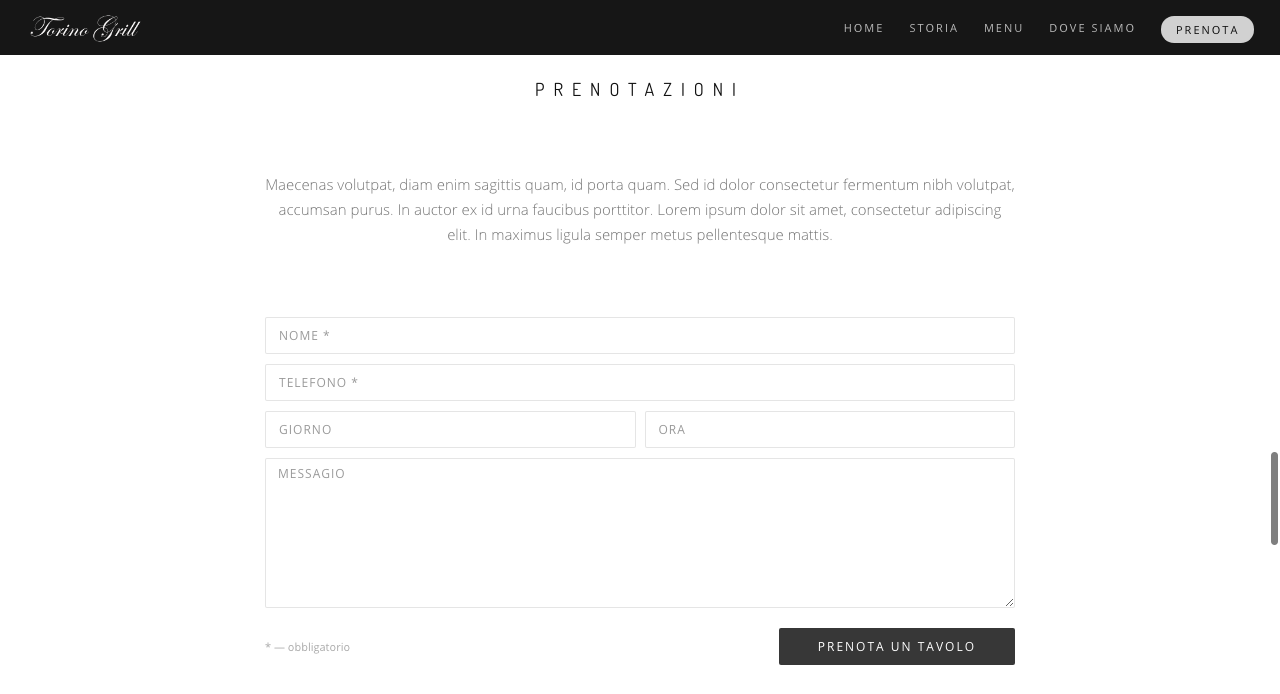 Torino Grill
HOME STORIA MENU DOVE SIAMO PRENOTA
PRENOTAZIONI
Maecenas volutpat, diam enim sagittis quam, id porta quam. Sed id dolor consectetur fermentum nibh volutpat,
accumsan purus. In auctor ex id urna faucibus porttitor. Lorem ipsum dolor sit amet, consectetur adipiscing
elit. In maximus ligula semper metus pellentesque mattis.
NOME *
TELEFONO *
GIORNO ORA
MESSAGIO
* — obbligatorio PRENOTA UN TAVOLO